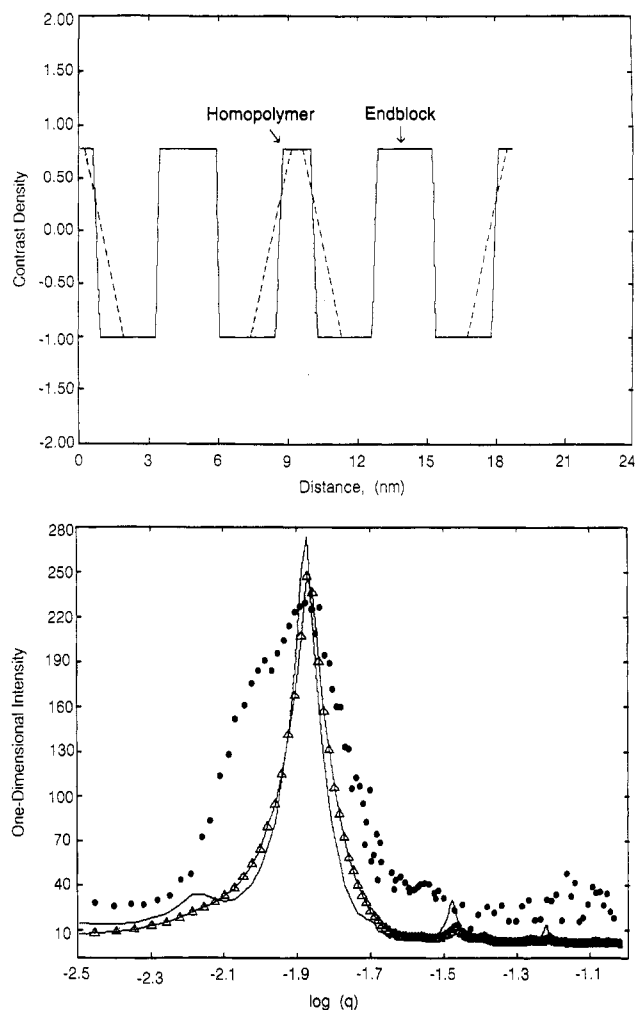 2.00
1.50
1.00
0.50
0.00
-0.50
-1.00
-1.50
-2.00
Contrast Density
Homopolymer
Endblock
0 3 6 9 12 15 18 21 24
Distance, (nm)
280
250
220
190
160
130
100
70
40
10
One-Dimensional Intensity
-2.5 -2.3 -2.1 -1.9 -1.7 -1.5 -1.3 -1.1
log (q)